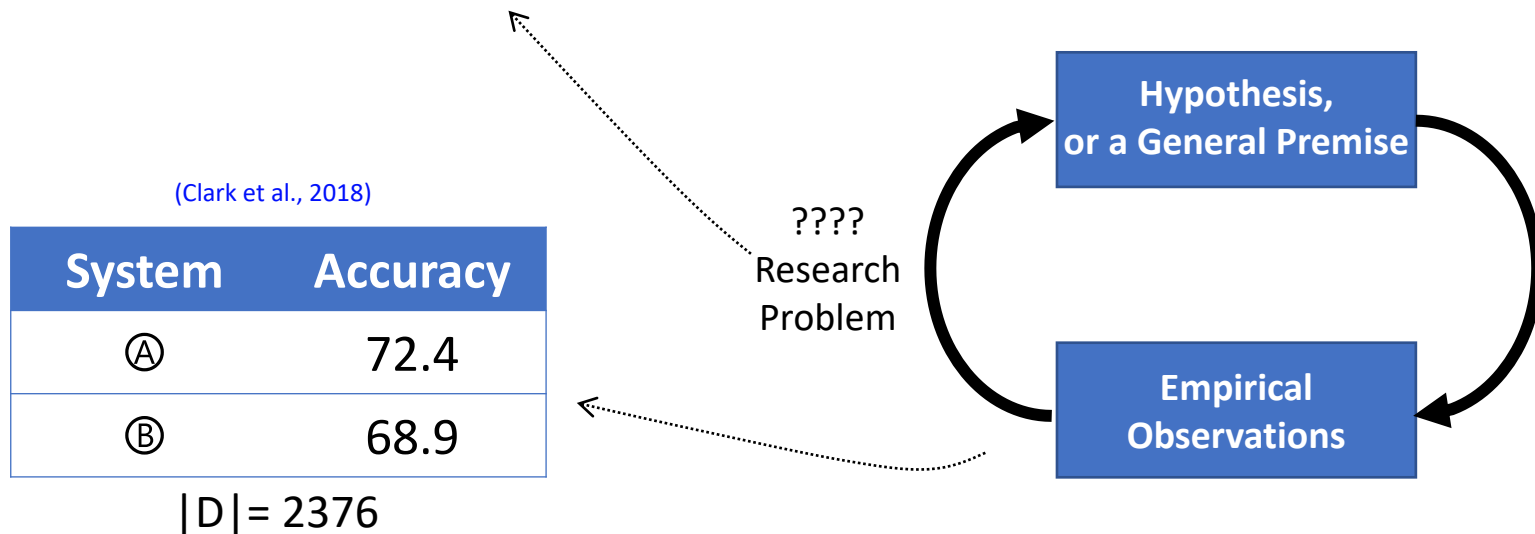 (Clark et al., 2018)
System Accuracy
Ⓐ 72.4
Ⓑ 68.9
|D|= 2376
????
Research
Problem
Hypothesis,
or a General Premise
Empirical
Observations